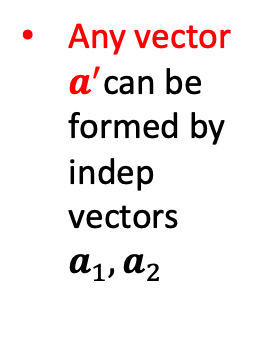 • Any vector
a′ can be
formed by
indep
vectors
a₁, a₂